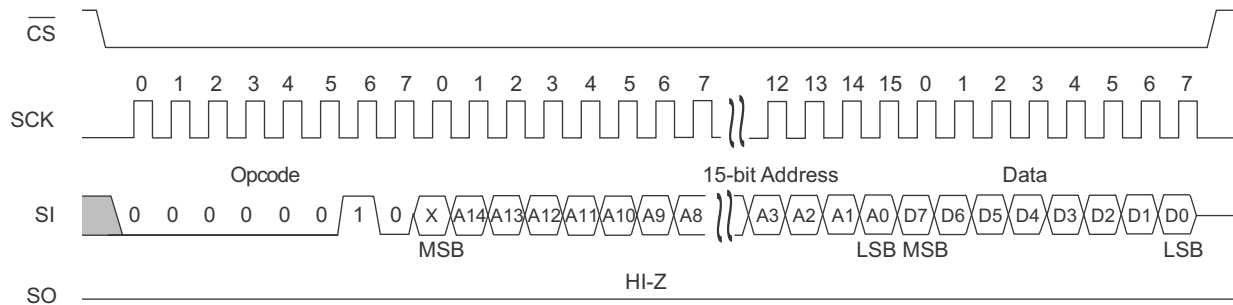 CS
0 1 2 3 4 5 6 7 0 1 2 3 4 5 6 7 12 13 14 15 0 1 2 3 4 5 6 7
SCK
Opcode 15-bit Address Data
SI 0 0 0 0 0 0 1 0 X A14 A13 A12 A11 A10 A9 A8 A3 A2 A1 A0 D7 D6 D5 D4 D3 D2 D1 D0
MSB LSB MSB LSB
HI-Z
SO